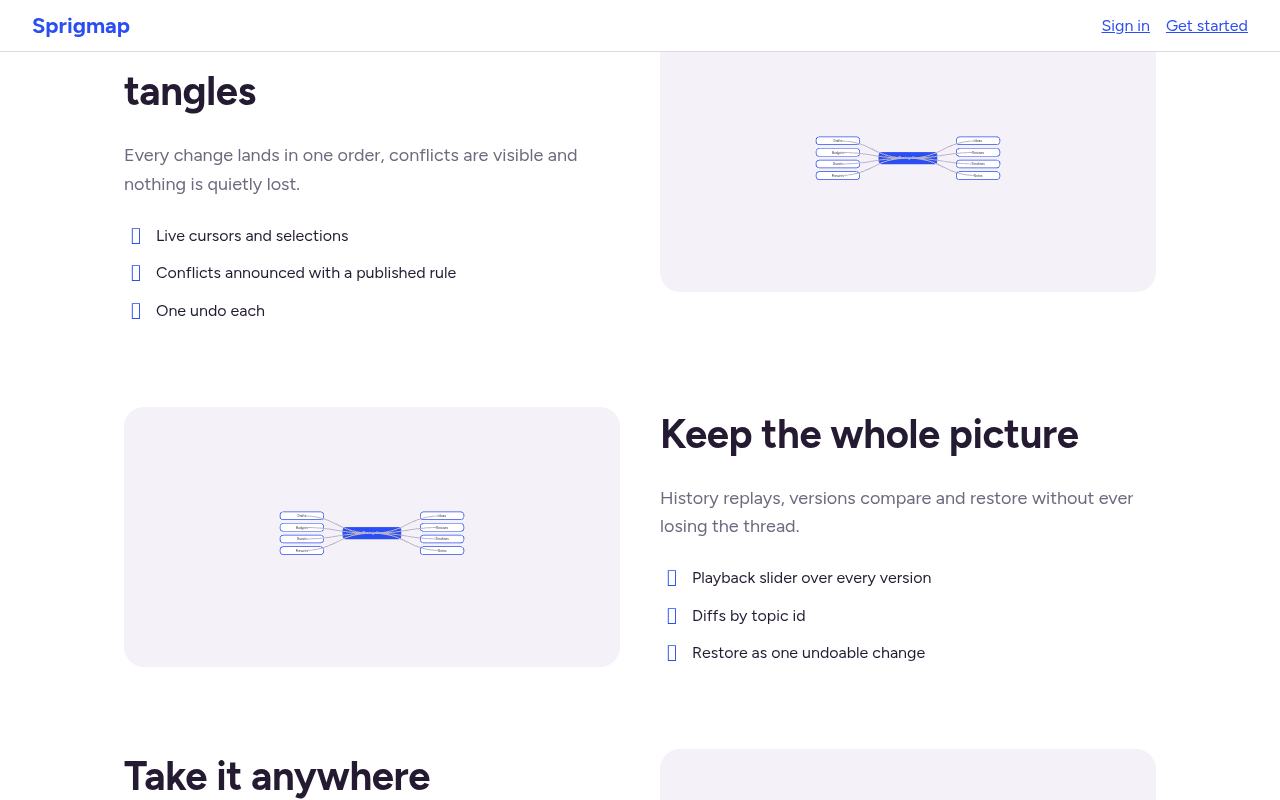 Sprigmap
Sign in
Get started
tangles
Every change lands in one order, conflicts are visible and
nothing is quietly lost.
Live cursors and selections
Conflicts announced with a published rule
One undo each
Keep the whole picture
History replays, versions compare and restore without ever
losing the thread.
Playback slider over every version
Diffs by topic id
Restore as one undoable change
Take it anywhere